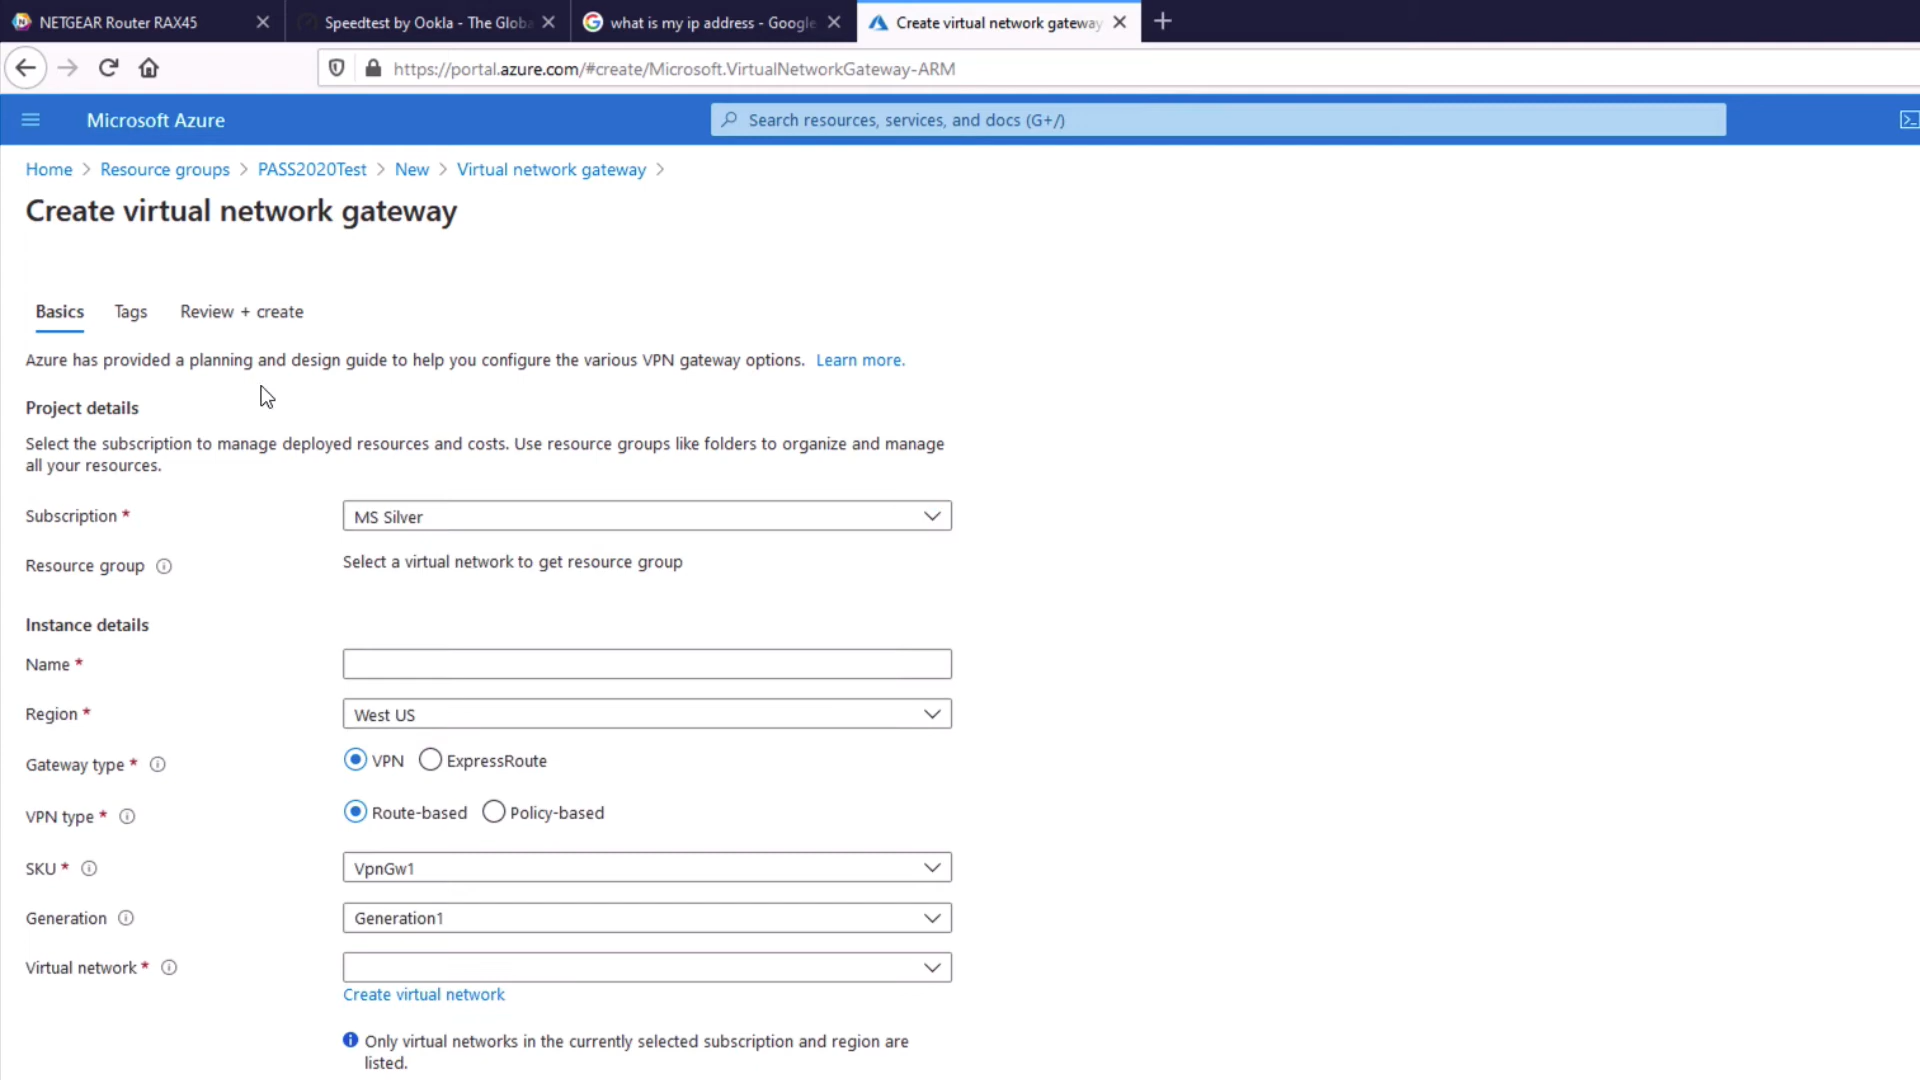 NETGEAR Router RAX45
Speedtest by Ookla - The Globa
what is my ip address - Google
Create virtual network gateway
https://portal.azure.com/#create/Microsoft.VirtualNetworkGateway-ARM
Microsoft Azure
Search resources, services, and docs (G+/)
Home > Resource groups > PASS2020Test > New > Virtual network gateway >
Create virtual network gateway
Basics Tags Review + create
Azure has provided a planning and design guide to help you configure the various VPN gateway options. Learn more.
Project details
Select the subscription to manage deployed resources and costs. Use resource groups like folders to organize and manage
all your resources.
Subscription *
MS Silver
Resource group
Select a virtual network to get resource group
Instance details
Name *
Region *
West US
Gateway type *
VPN ExpressRoute
VPN type *
Route-based Policy-based
SKU *
VpnGw1
Generation
Generation1
Virtual network *
Create virtual network
Only virtual networks in the currently selected subscription and region are
listed.